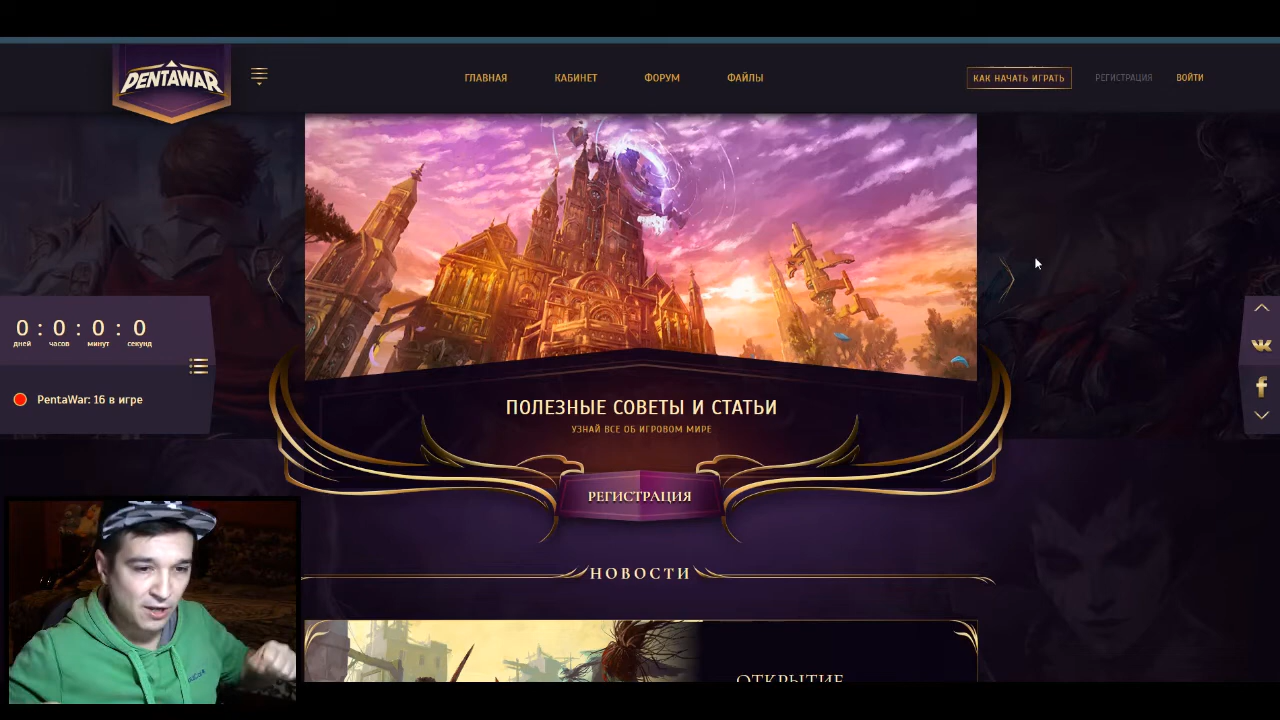 PENTAWAR
ГЛАВНАЯ
КАБИНЕТ
ФОРУМ
ФАЙЛЫ
КАК НАЧАТЬ ИГРАТЬ
РЕГИСТРАЦИЯ
ВОЙТИ
0 : 0 : 0 : 0
дней часов минут секунд
PentaWar: 16 в игре
ПОЛЕЗНЫЕ СОВЕТЫ И СТАТЬИ
УЗНАЙ ВСЕ ОБ ИГРОВОМ МИРЕ
РЕГИСТРАЦИЯ
НОВОСТИ
ОТКРЫТИЕ